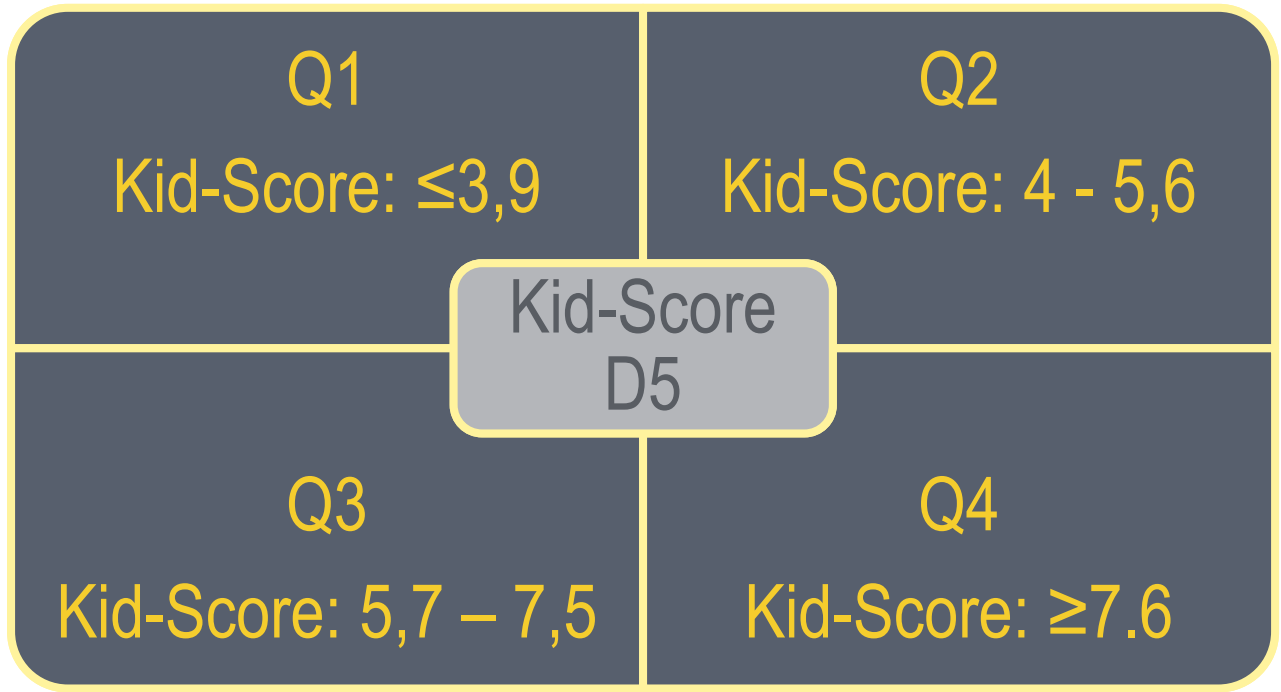 Q1
Kid-Score: ≤3,9
Q2
Kid-Score: 4 - 5,6
Kid-Score
D5
Q3
Kid-Score: 5,7 – 7,5
Q4
Kid-Score: ≥7.6